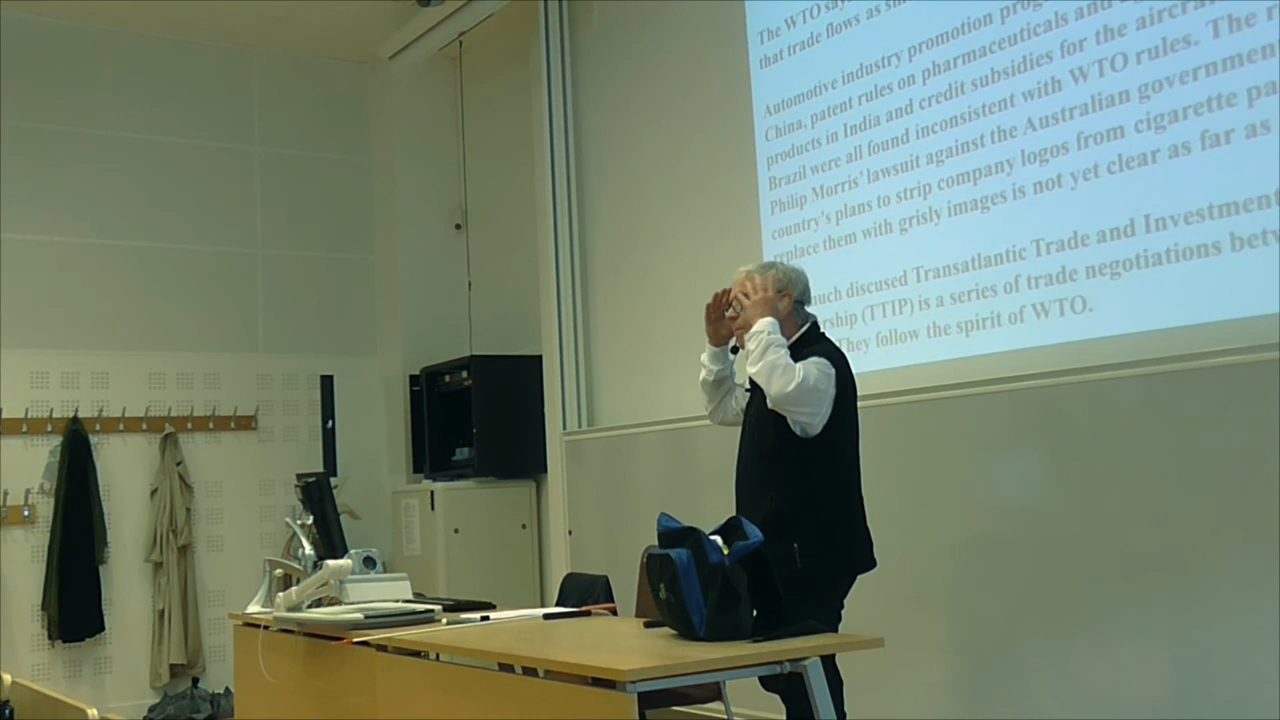 The WTO say
that trade flows as
Automotive industry promotion prog
China, patent rules on pharmaceuticals and
products in India and credit subsidies for the aircra
Brazil were all found inconsistent with WTO rules. The
Philip Morris' lawsuit against the Australian governmen
country's plans to strip company logos from cigarette pa
replace them with grisly images is not yet clear as far as
much discused Transatlantic Trade and Investment
rship (TTIP) is a series of trade negotiations betw
They follow the spirit of WTO.